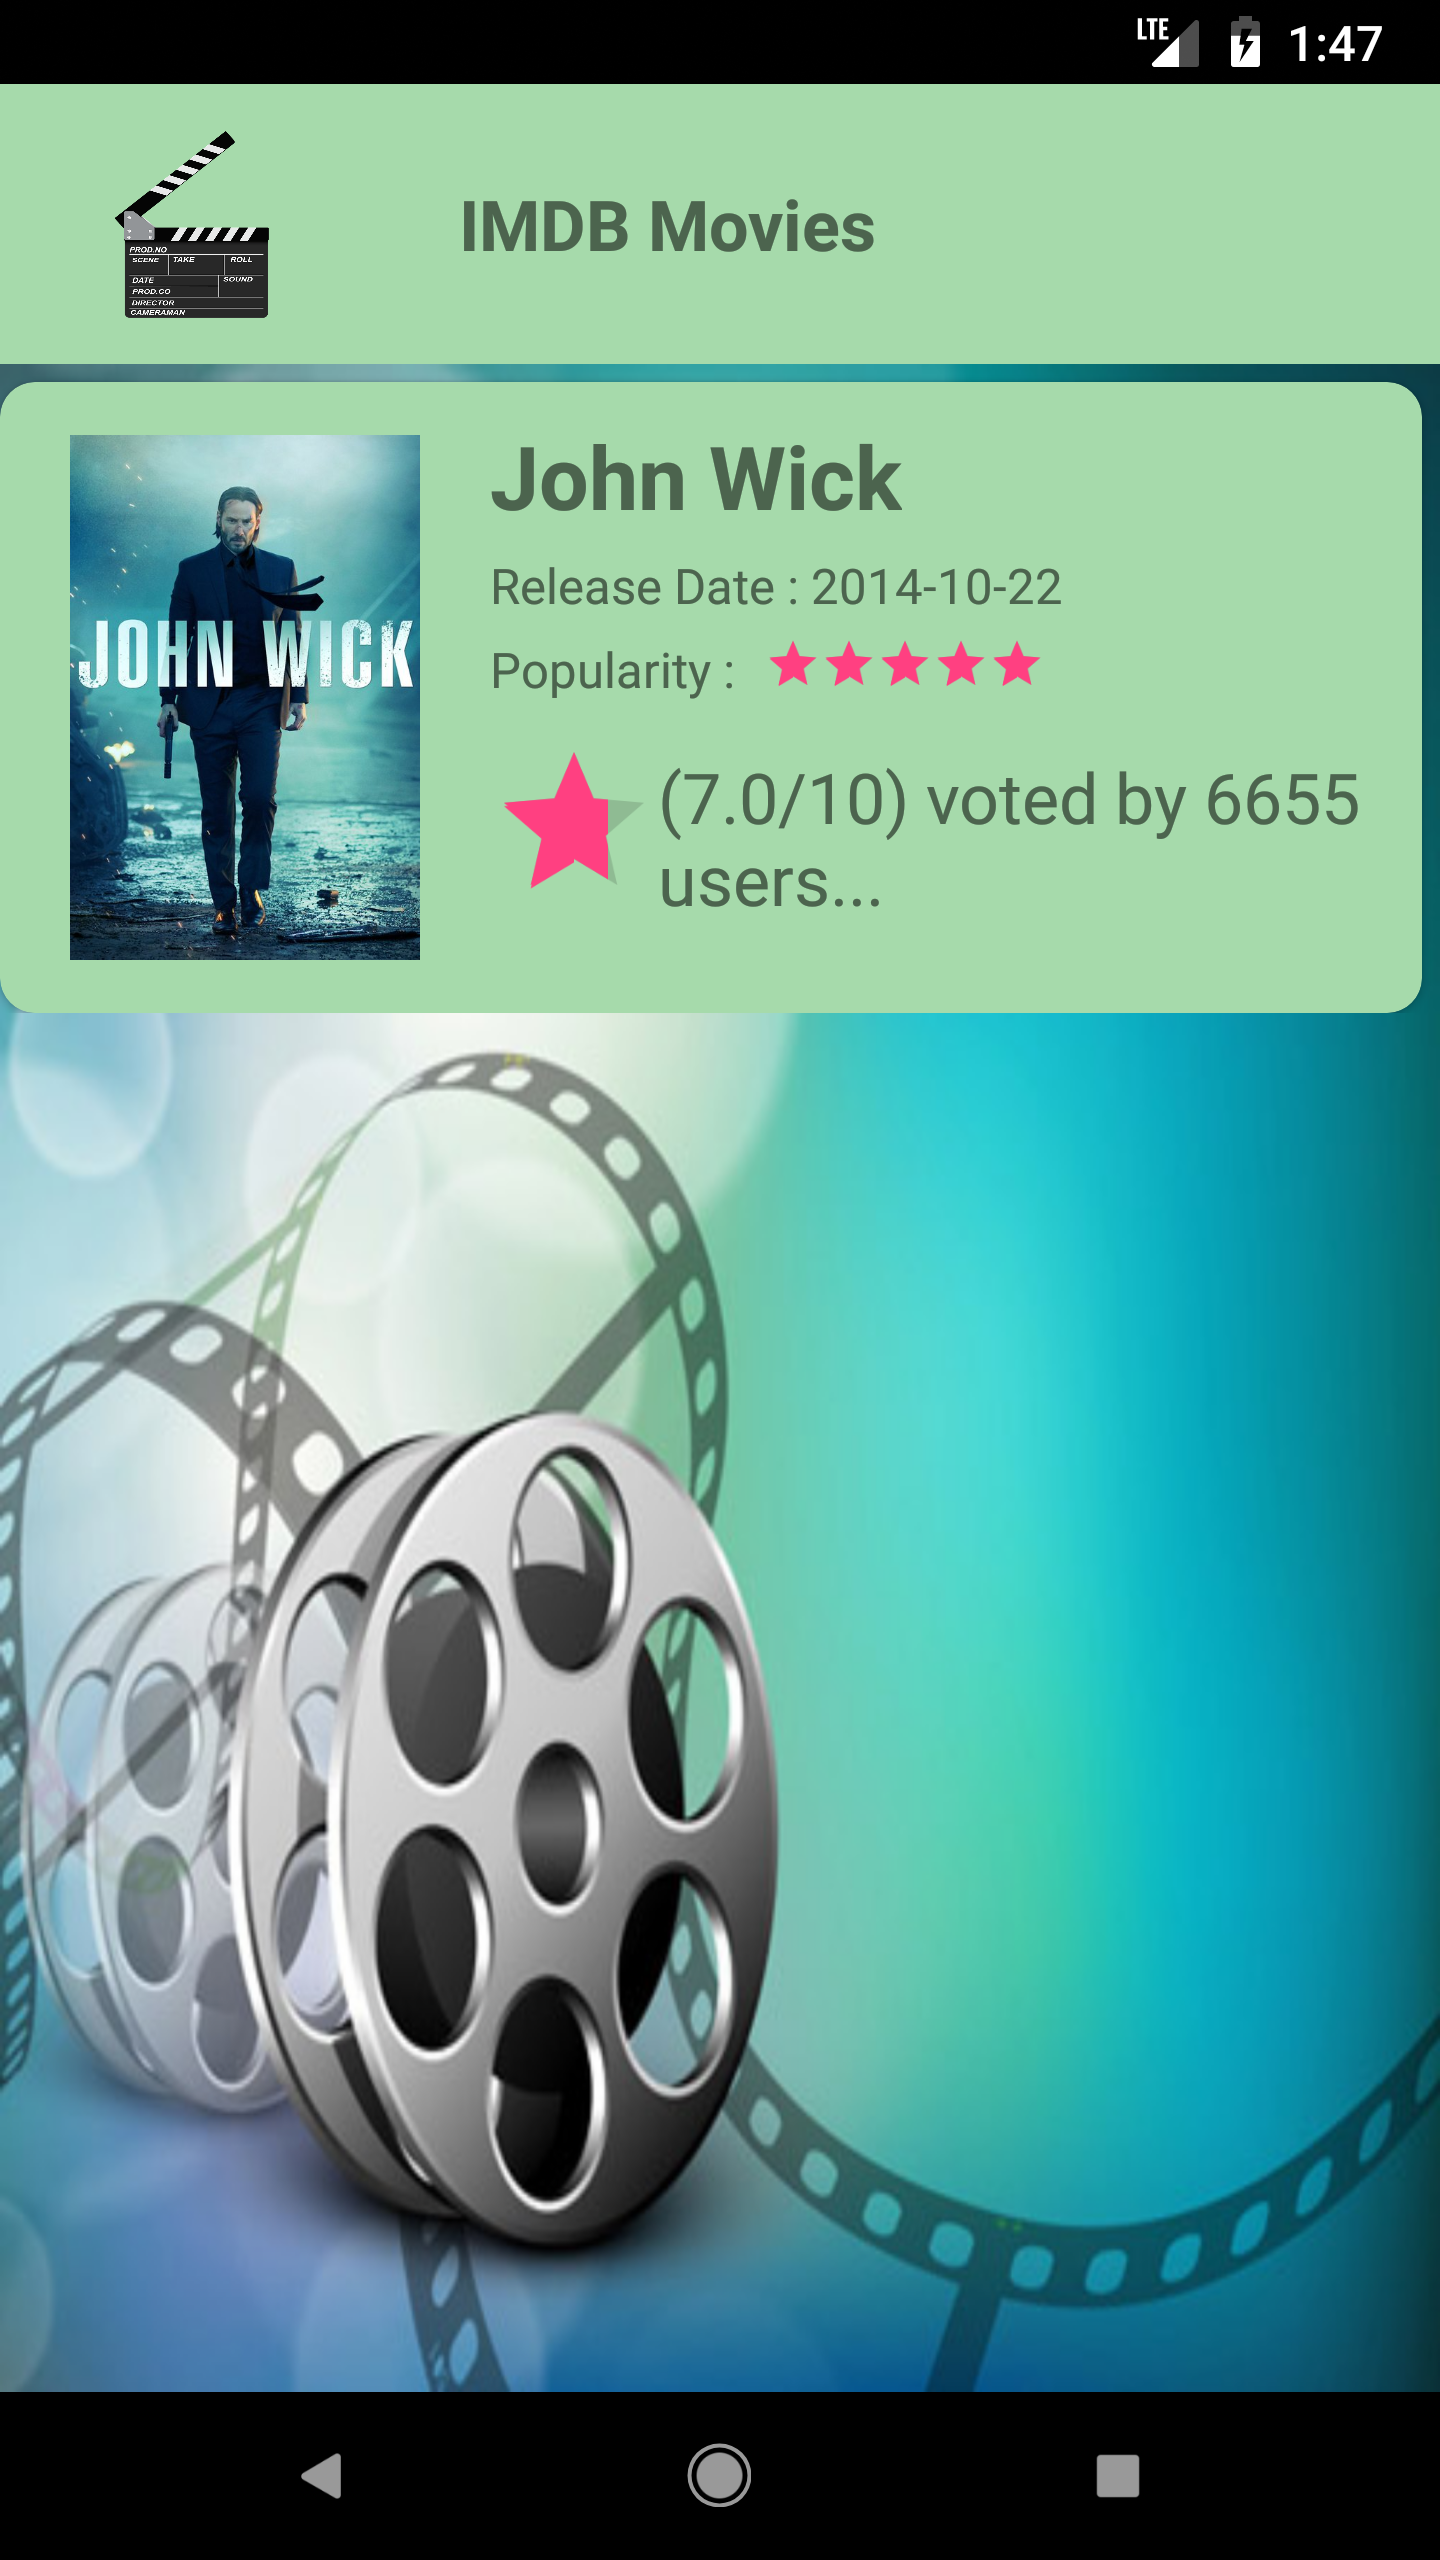 LTE 1:47
IMDB Movies
PROD.NO
SCENE TAKE ROLL
DATE SOUND
PROD.CO
DIRECTOR
CAMERAMAN
John Wick
JOHN WICK
Release Date : 2014-10-22
Popularity :
(7.0/10) voted by 6655
users...